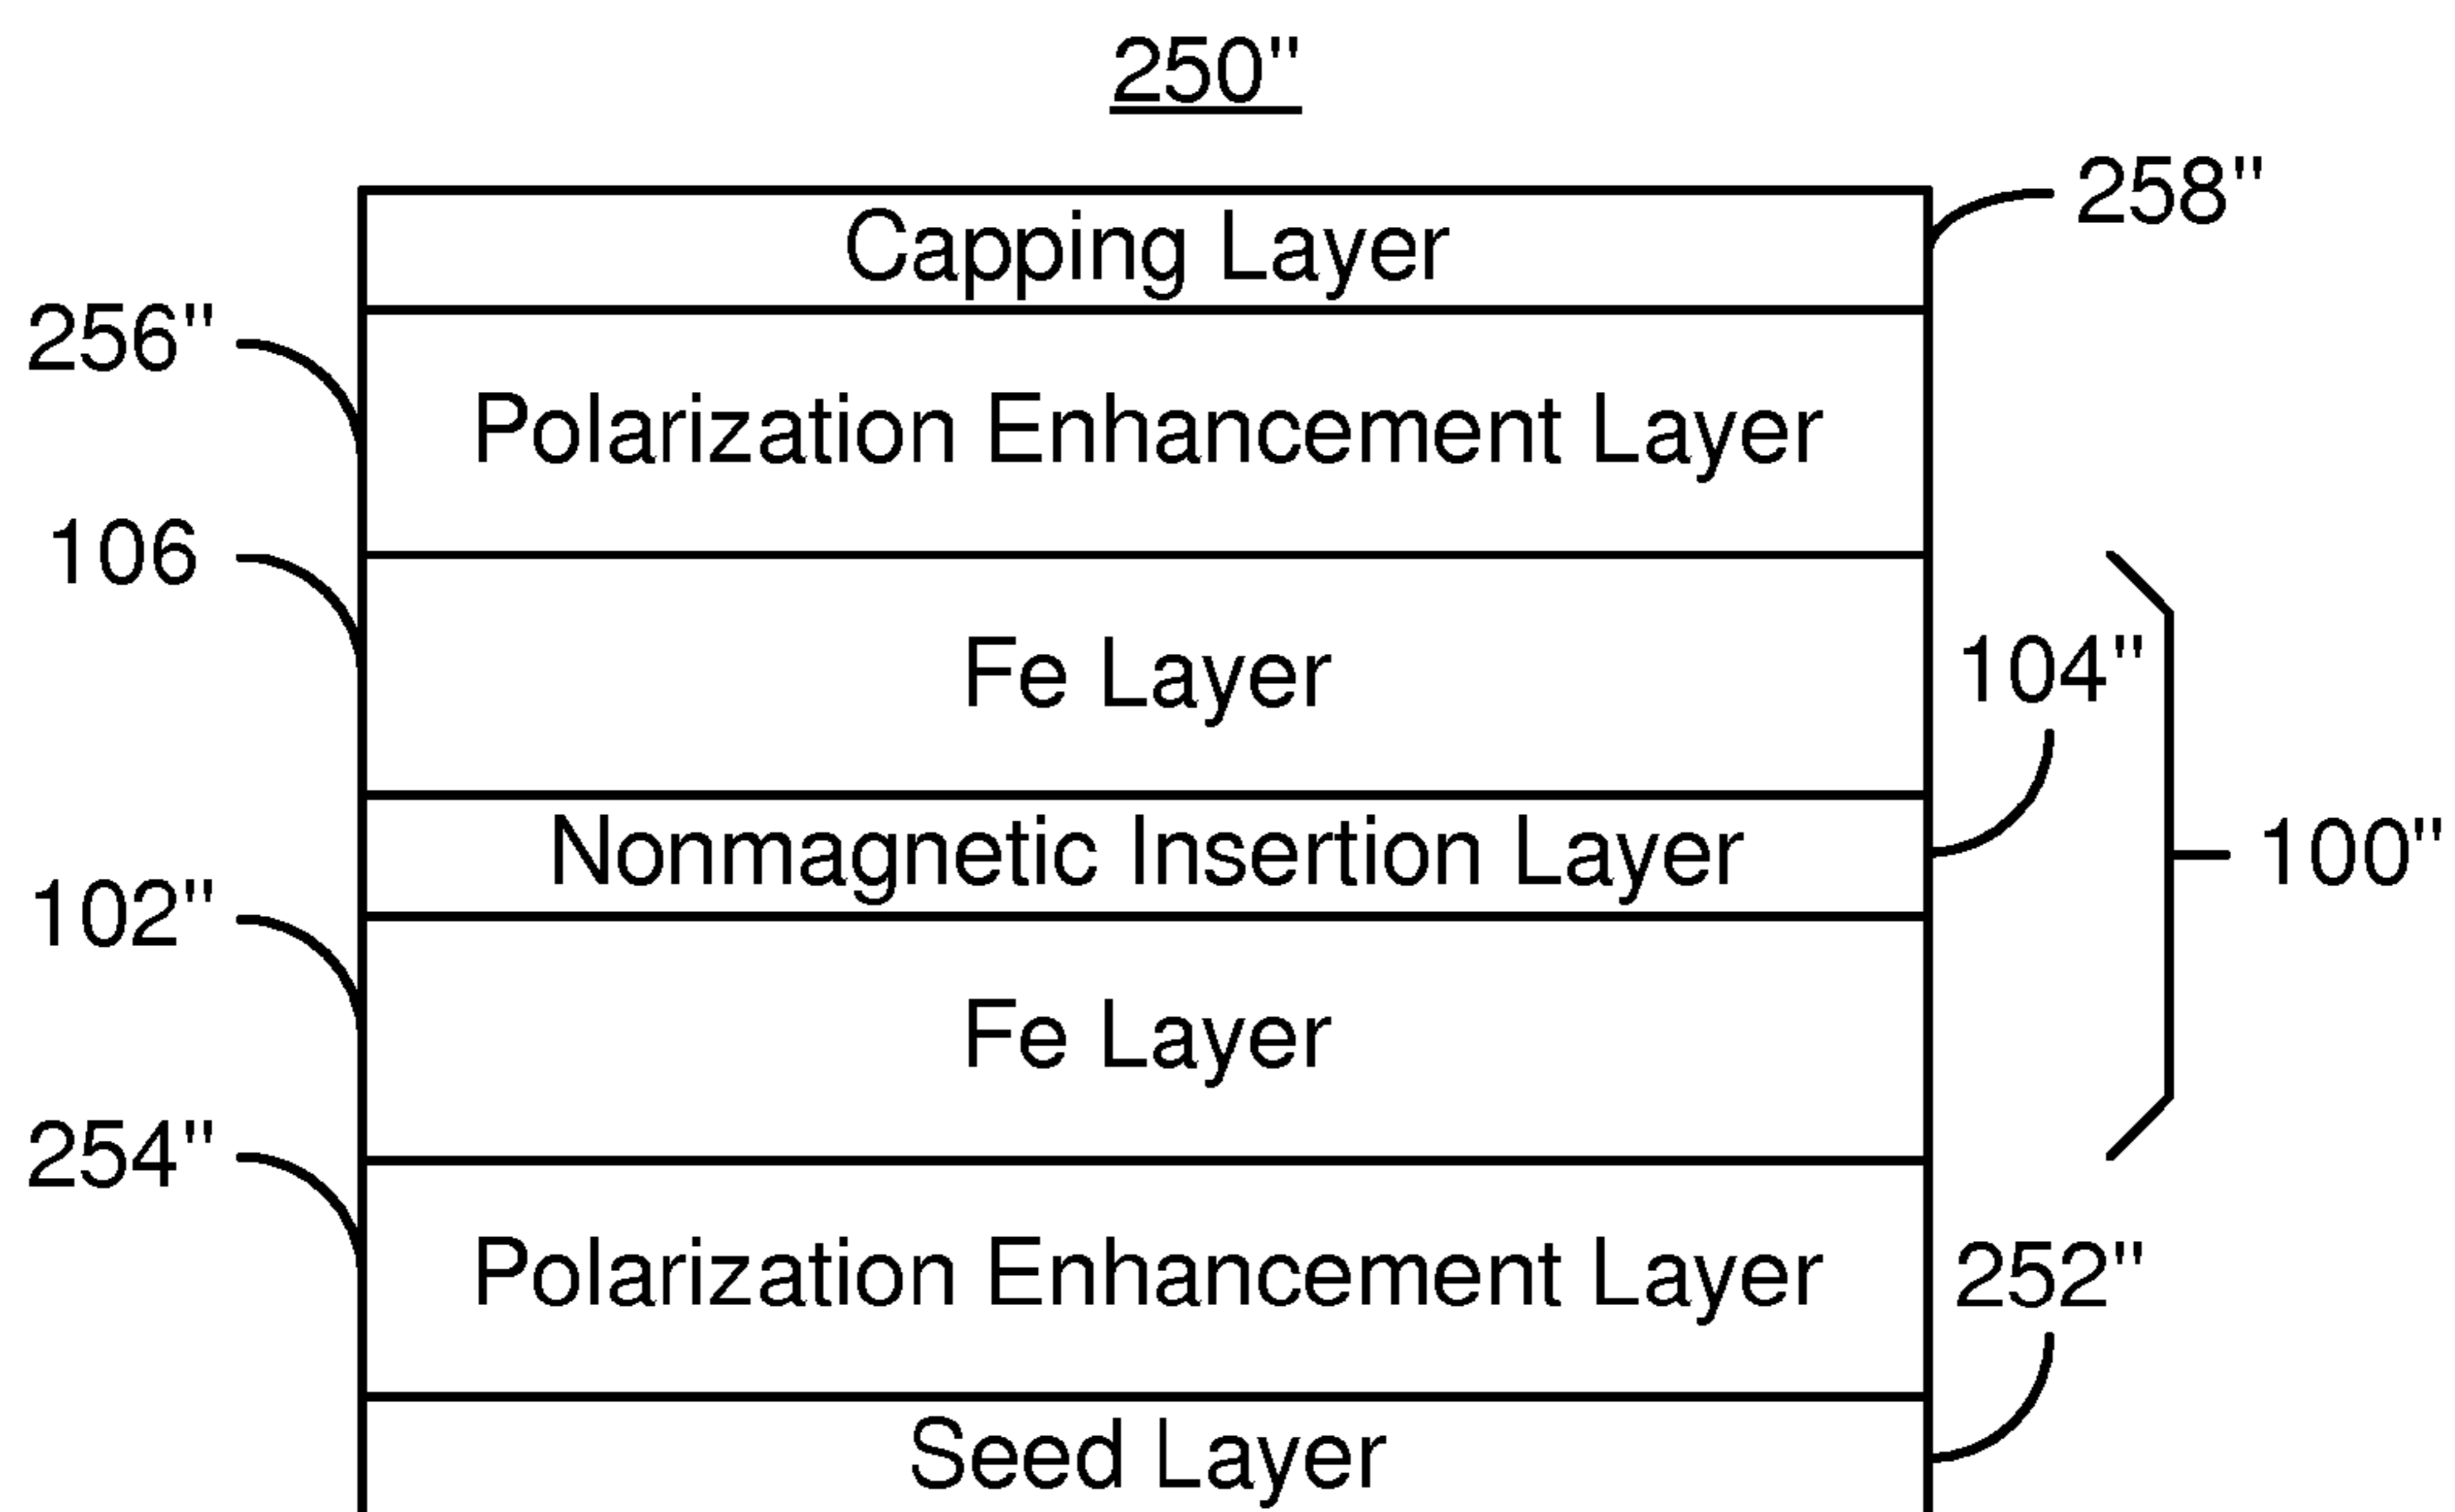 250"
258"
Capping Layer
256"
Polarization Enhancement Layer
106
Fe Layer
104"
Nonmagnetic Insertion Layer
100"
102"
Fe Layer
254"
Polarization Enhancement Layer
252"
Seed Layer